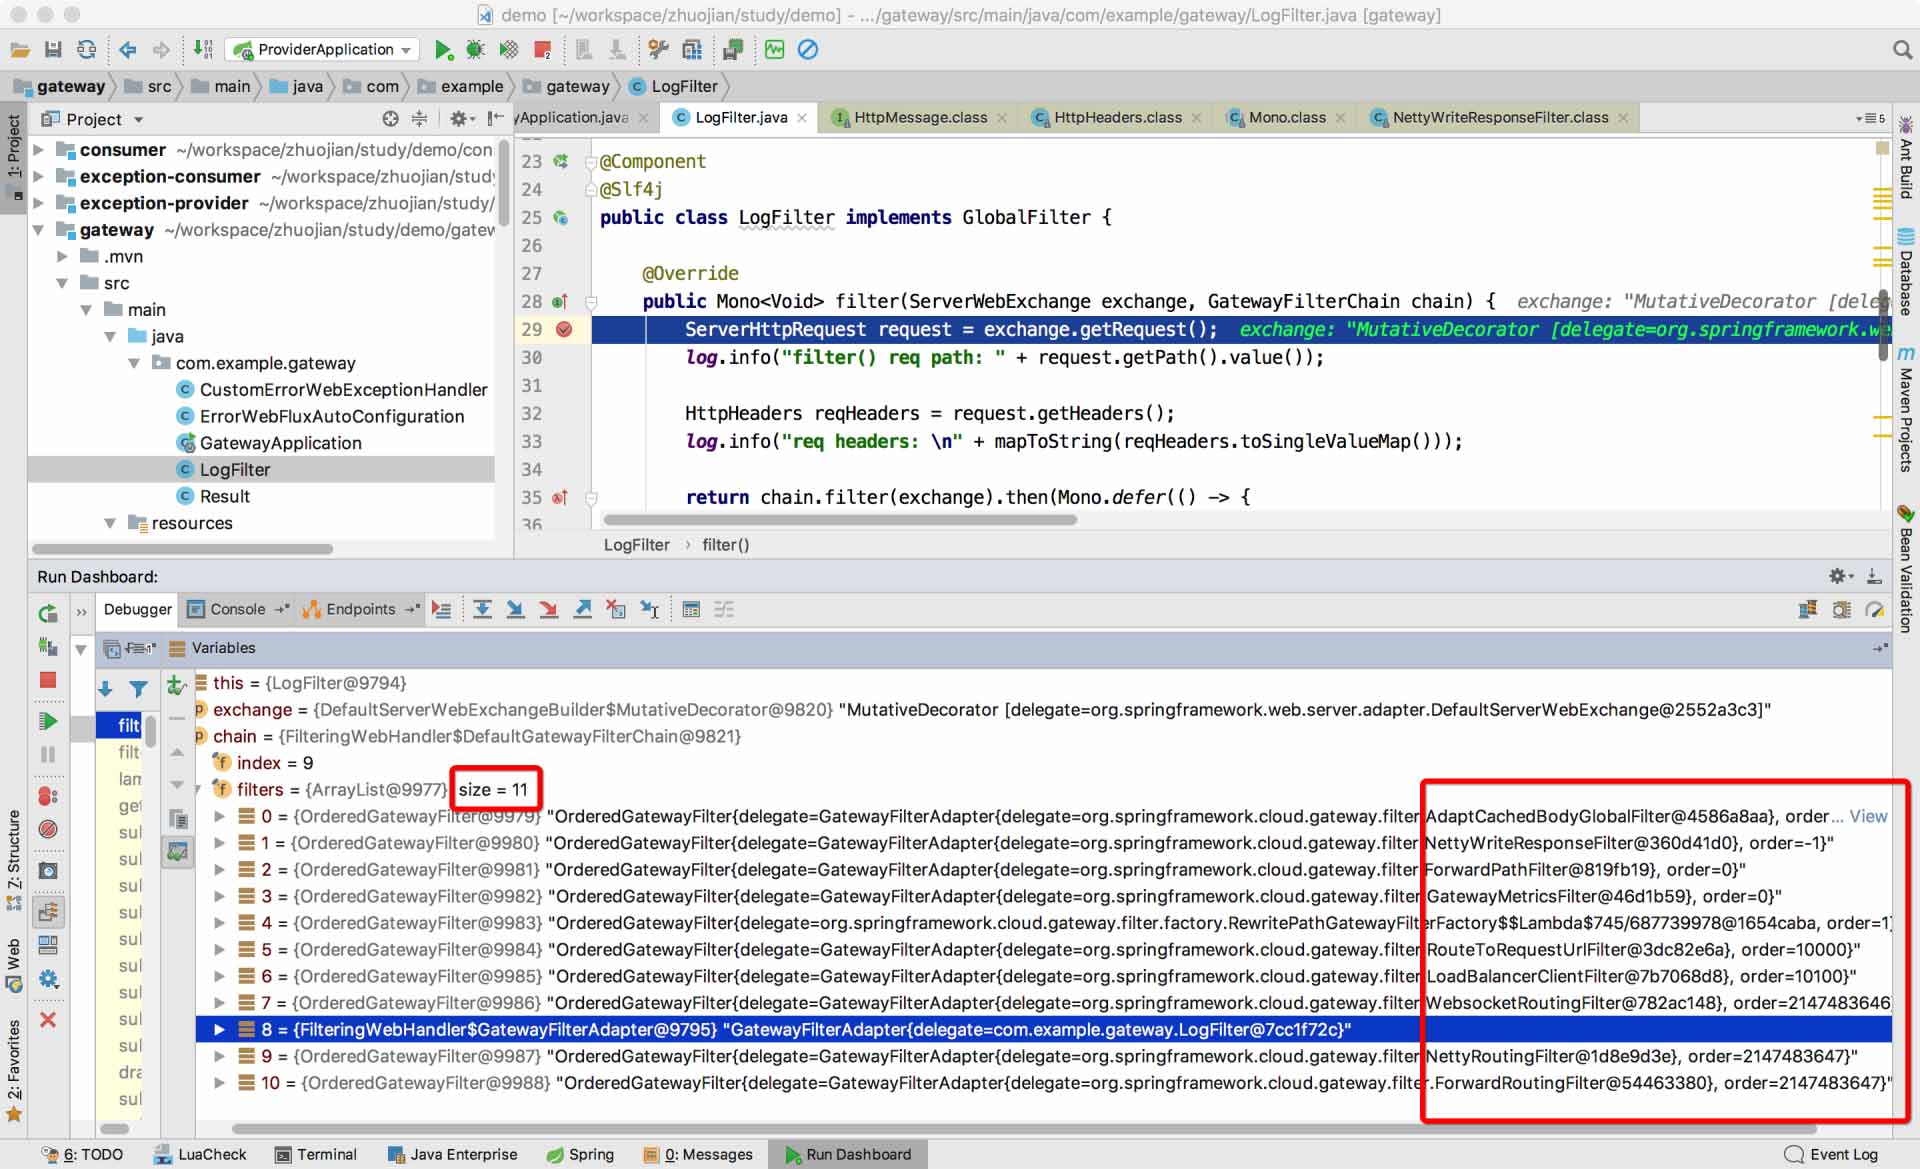 demo [~/workspace/zhuojian/study/demo] - .../gateway/src/main/java/com/example/gateway/LogFilter.java [gateway]
ProviderApplication
gateway src main java com example gateway LogFilter
1: Project
Project
yApplication.java LogFilter.java HttpMessage.class HttpHeaders.class Mono.class NettyWriteResponseFilter.class 5
consumer ~/workspace/zhuojian/study/demo/con
exception-consumer ~/workspace/zhuojian/study
exception-provider ~/workspace/zhuojian/study/
gateway ~/workspace/zhuojian/study/demo/gatew
.mvn
src
main
java
com.example.gateway
CustomErrorWebExceptionHandler
ErrorWebFluxAutoConfiguration
GatewayApplication
LogFilter
Result
resources
23 @Component
24 @Slf4j
25 public class LogFilter implements GlobalFilter {
26
27 @Override
28 public Mono<Void> filter(ServerWebExchange exchange, GatewayFilterChain chain) { exchange: "MutativeDecorator [deleg
29 ServerHttpRequest request = exchange.getRequest(); exchange: "MutativeDecorator [delegate=org.springframework.we
30 log.info("filter() req path: " + request.getPath().value());
31
32 HttpHeaders reqHeaders = request.getHeaders();
33 log.info("req headers: \n" + mapToString(reqHeaders.toSingleValueMap()));
34
35 return chain.filter(exchange).then(Mono.defer(() -> {
36
LogFilter › filter()
Ant Build
Database
Maven Projects
Bean Validation
Run Dashboard:
Debugger Console Endpoints
Variables
filt
filt
lam
get
sul
sul
sul
sul
sul
sul
sul
sul
sul
sul
dra
sul
this = {LogFilter@9794}
exchange = {DefaultServerWebExchangeBuilder$MutativeDecorator@9820} "MutativeDecorator [delegate=org.springframework.web.server.adapter.DefaultServerWebExchange@2552a3c3]"
chain = {FilteringWebHandler$DefaultGatewayFilterChain@9821}
index = 9
filters = {ArrayList@9977} size = 11
0 = {OrderedGatewayFilter@9979} "OrderedGatewayFilter{delegate=GatewayFilterAdapter{delegate=org.springframework.cloud.gateway.filter.AdaptCachedBodyGlobalFilter@4586a8aa}, order... View
1 = {OrderedGatewayFilter@9980} "OrderedGatewayFilter{delegate=GatewayFilterAdapter{delegate=org.springframework.cloud.gateway.filter.NettyWriteResponseFilter@360d41d0}, order=-1}"
2 = {OrderedGatewayFilter@9981} "OrderedGatewayFilter{delegate=GatewayFilterAdapter{delegate=org.springframework.cloud.gateway.filter.ForwardPathFilter@819fb19}, order=0}"
3 = {OrderedGatewayFilter@9982} "OrderedGatewayFilter{delegate=GatewayFilterAdapter{delegate=org.springframework.cloud.gateway.filter.GatewayMetricsFilter@46d1b59}, order=0}"
4 = {OrderedGatewayFilter@9983} "OrderedGatewayFilter{delegate=org.springframework.cloud.gateway.filter.factory.RewritePathGatewayFilterFactory$$Lambda$745/687739978@1654caba, order=1}
5 = {OrderedGatewayFilter@9984} "OrderedGatewayFilter{delegate=GatewayFilterAdapter{delegate=org.springframework.cloud.gateway.filter.RouteToRequestUrlFilter@3dc82e6a}, order=10000}"
6 = {OrderedGatewayFilter@9985} "OrderedGatewayFilter{delegate=GatewayFilterAdapter{delegate=org.springframework.cloud.gateway.filter.LoadBalancerClientFilter@7b7068d8}, order=10100}"
7 = {OrderedGatewayFilter@9986} "OrderedGatewayFilter{delegate=GatewayFilterAdapter{delegate=org.springframework.cloud.gateway.filter.WebsocketRoutingFilter@782ac148}, order=2147483646
8 = {FilteringWebHandler$GatewayFilterAdapter@9795} "GatewayFilterAdapter{delegate=com.example.gateway.LogFilter@7cc1f72c}"
9 = {OrderedGatewayFilter@9987} "OrderedGatewayFilter{delegate=GatewayFilterAdapter{delegate=org.springframework.cloud.gateway.filter.NettyRoutingFilter@1d8e9d3e}, order=2147483647}"
10 = {OrderedGatewayFilter@9988} "OrderedGatewayFilter{delegate=GatewayFilterAdapter{delegate=org.springframework.cloud.gateway.filter.ForwardRoutingFilter@54463380}, order=2147483647}"
Z: Structure
Web
2: Favorites
6: TODO LuaCheck Terminal Java Enterprise Spring 0: Messages Run Dashboard Event Log